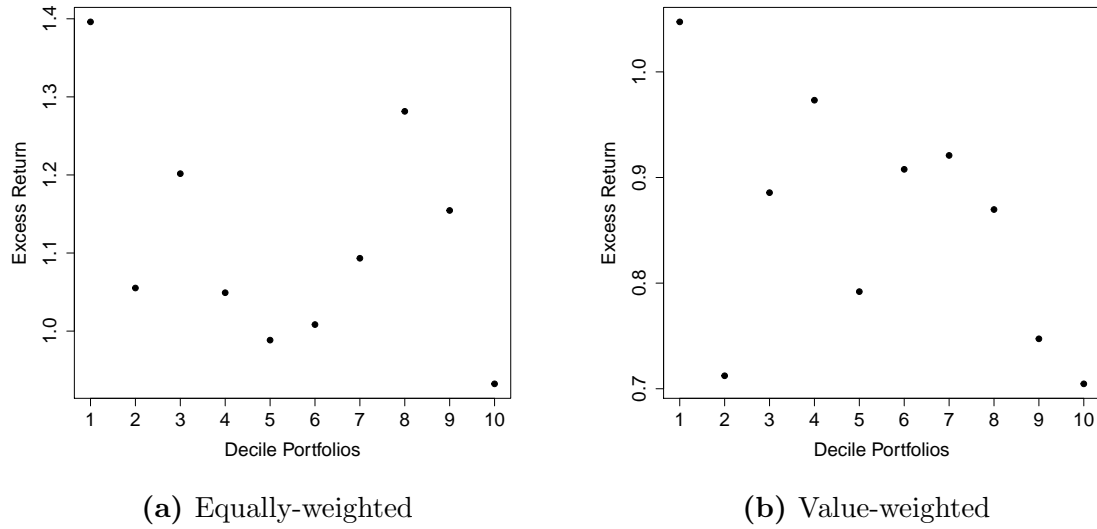 1.4
1.3
1.2
1.1
1.0
Excess Return
1 2 3 4 5 6 7 8 9 10
Decile Portfolios
(a) Equally-weighted
1.0
0.9
0.8
0.7
Excess Return
1 2 3 4 5 6 7 8 9 10
Decile Portfolios
(b) Value-weighted